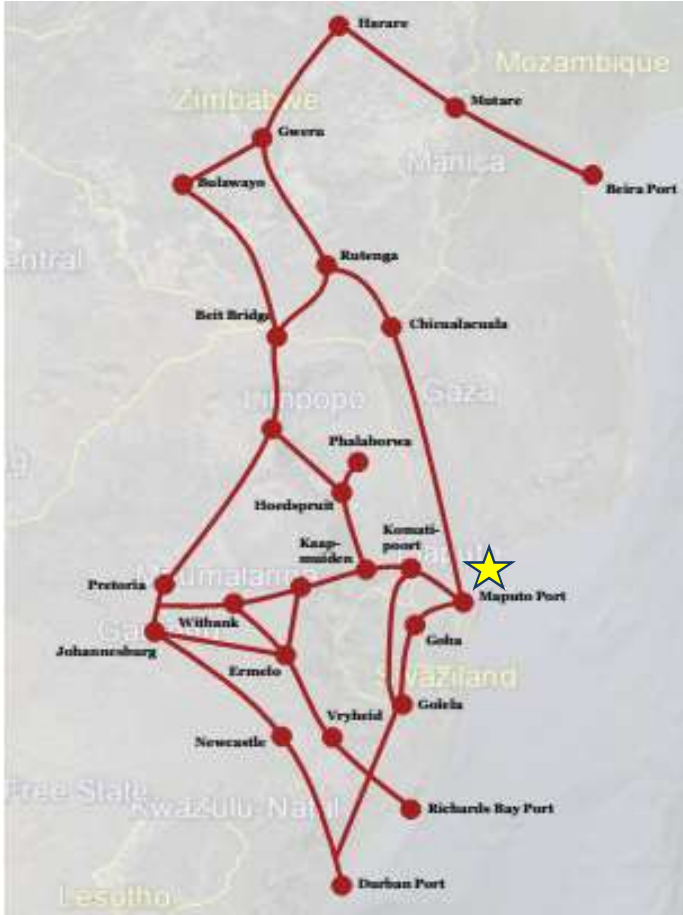 Harare
Mozambique
Zimbabwe
Mutare
Gweru
Manica
Bulawayo
Beira Port
entral
Rutenga
Beit Bridge
Chicualacuala
Limpopo
Gaza
Phalaborwa
Hoedspruit
Komati-
poort
Kaap-
muiden
Pretoria
Mpumalanga
Maputo Port
Witbank
Goba
Johannesburg
Ermelo
Swaziland
Golela
Vryheid
Newcastle
Free State
KwaZulu-Natal
Richards Bay Port
Durban Port
Lesotho